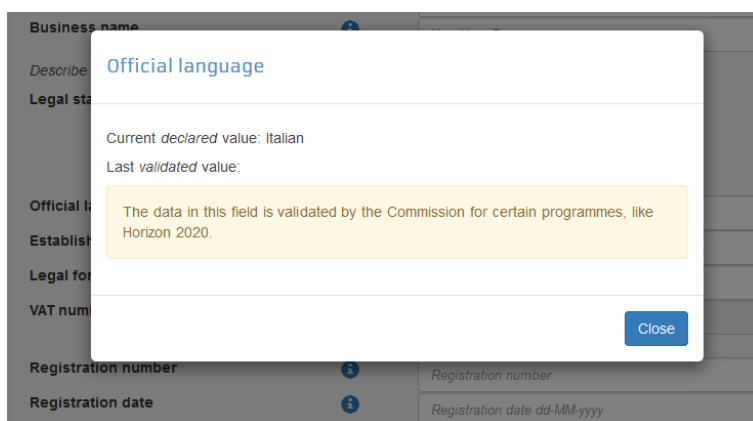 Business name
Official language
Describe
Legal sta
Current declared value: Italian
Last validated value:
Official la
The data in this field is validated by the Commission for certain programmes, like
Horizon 2020.
Establish
Legal for
VAT num
Close
Registration number
Registration number
Registration date
Registration date dd-MM-yyyy